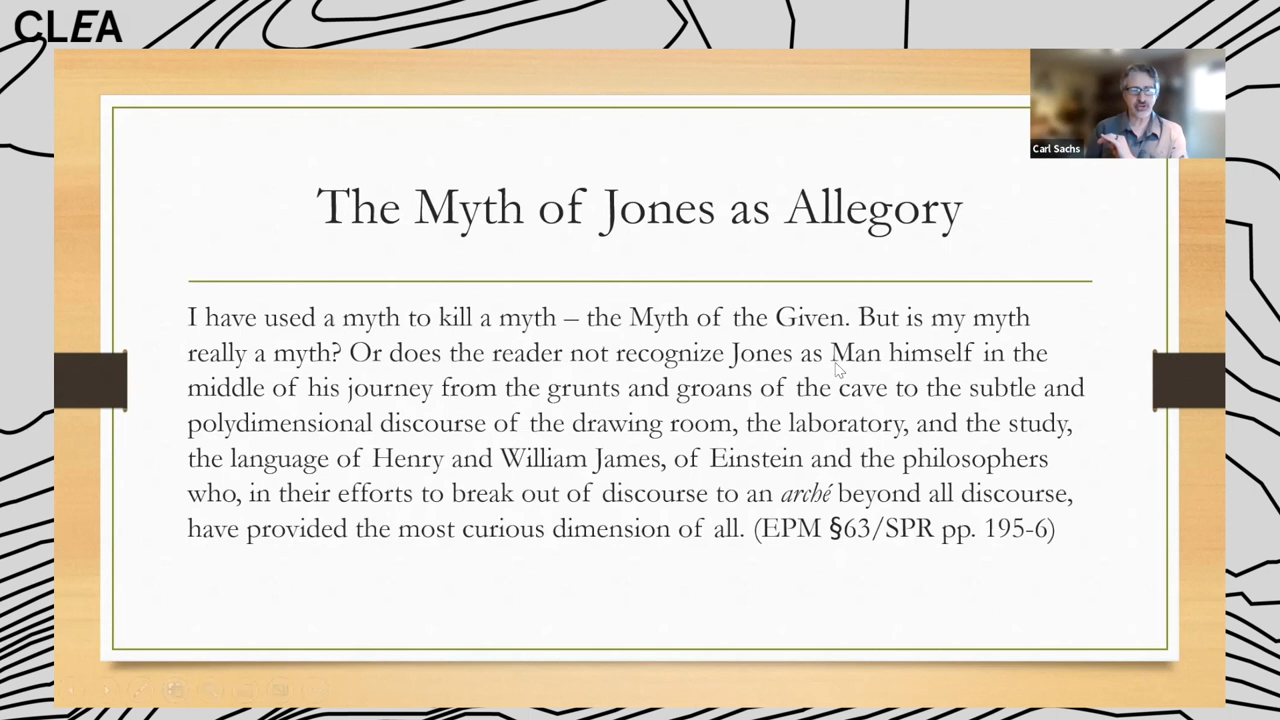 CLEA
Carl Sachs
The Myth of Jones as Allegory
I have used a myth to kill a myth – the Myth of the Given. But is my myth
really a myth? Or does the reader not recognize Jones as Man himself in the
middle of his journey from the grunts and groans of the cave to the subtle and
polydimensional discourse of the drawing room, the laboratory, and the study,
the language of Henry and William James, of Einstein and the philosophers
who, in their efforts to break out of discourse to an arché beyond all discourse,
have provided the most curious dimension of all. (EPM §63/SPR pp. 195-6)